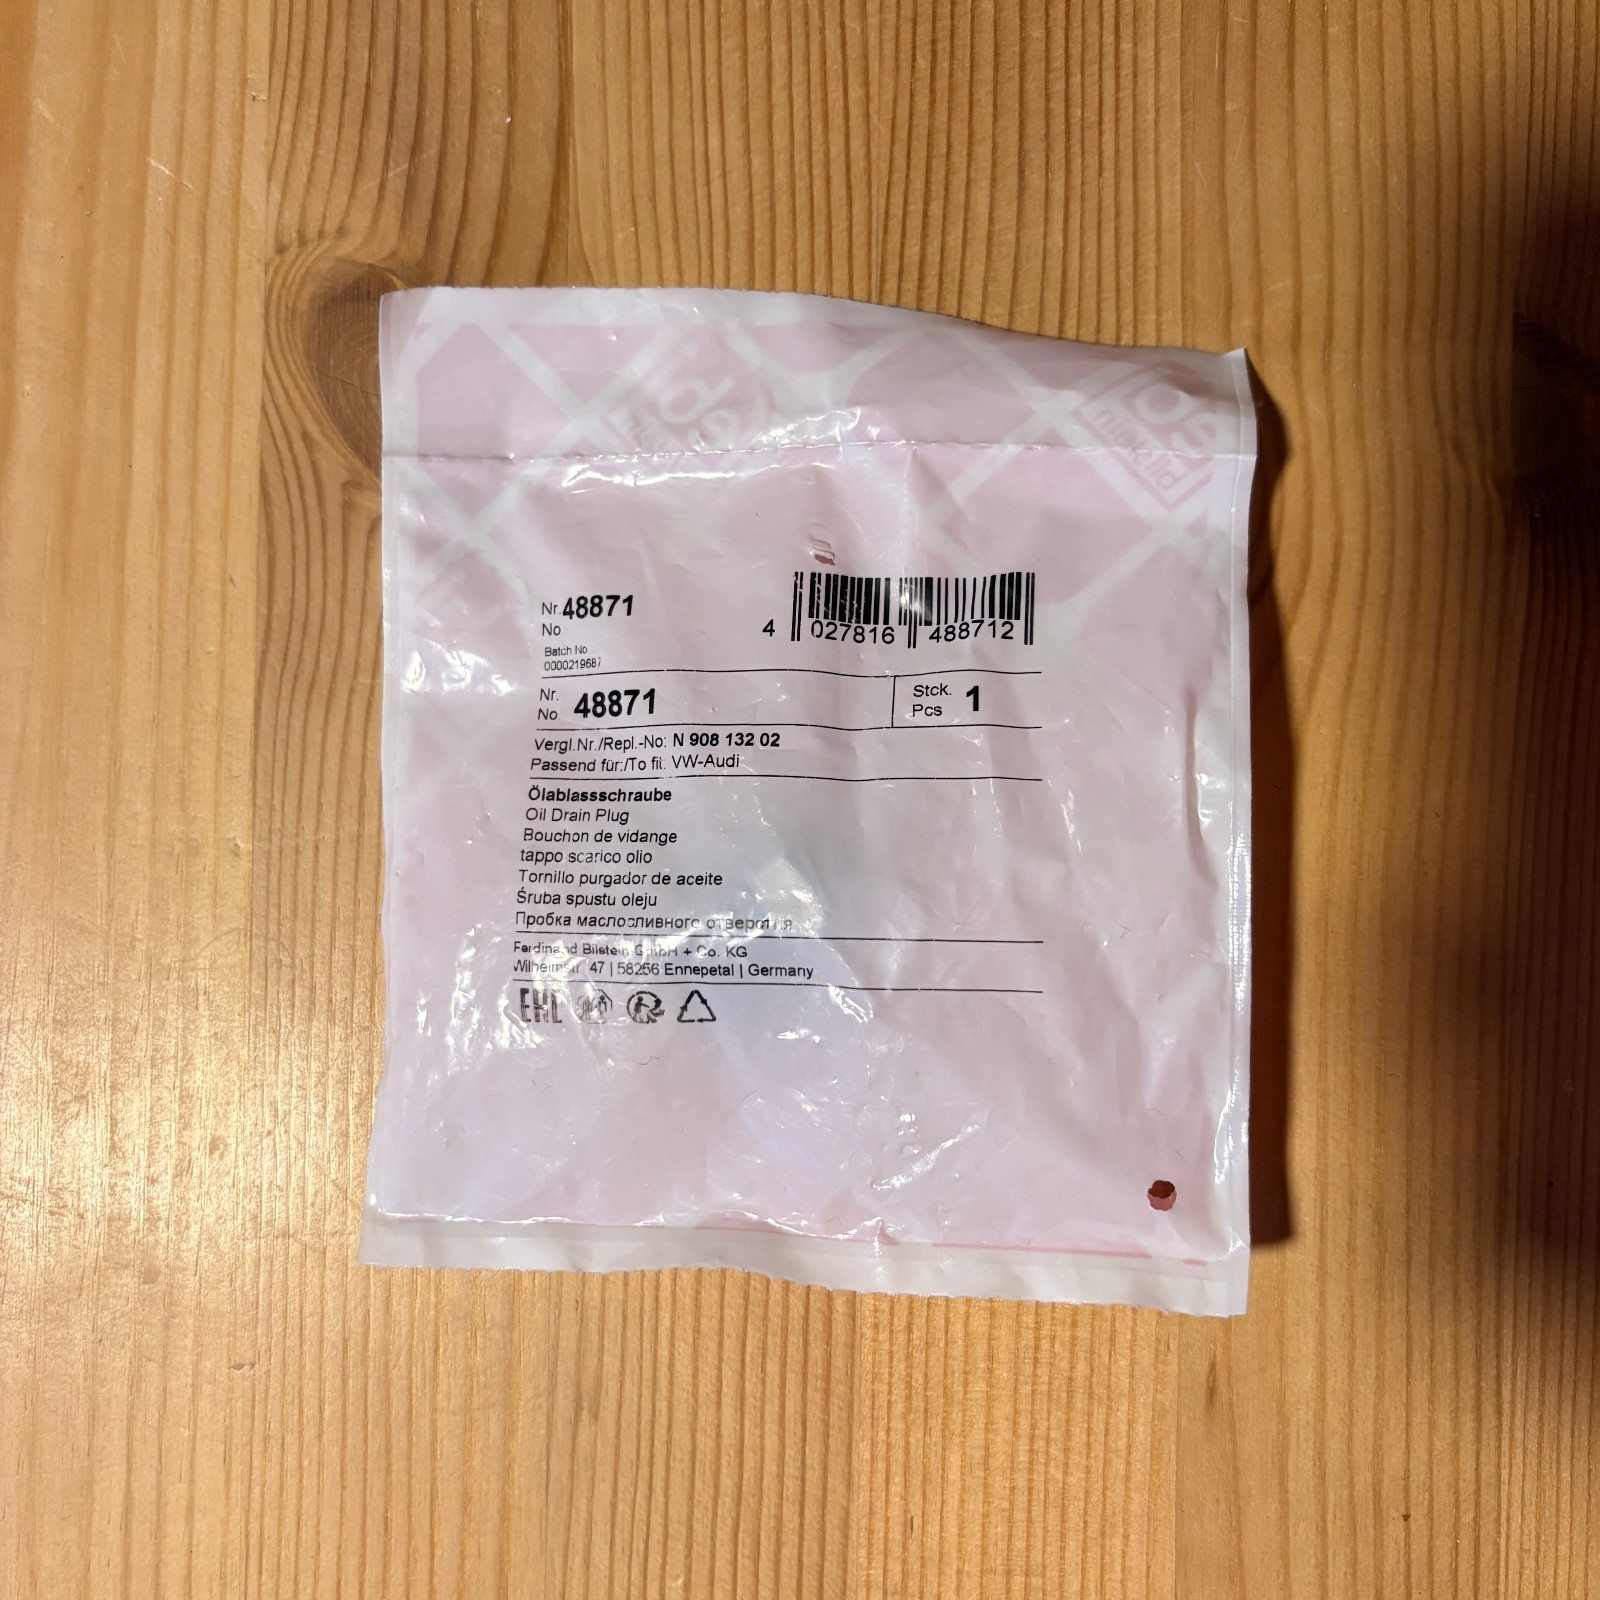 febi
bilstein
Nr. 48871
No
4 027816 488712
Batch No.
0000219687
Nr.
No. 48871
Stck.
Pcs 1
Vergl.Nr./Repl.-No: N 908 132 02
Passend für:/To fit: VW-Audi
Ölablassschraube
Oil Drain Plug
Bouchon de vidange
tappo scarico olio
Tornillo purgador de aceite
Śruba spustu oleju
Пробка маслосливного отверстия
Ferdinand Bilstein GmbH + Co. KG
Wilhelmstr. 47 | 58256 Ennepetal | Germany
EAC